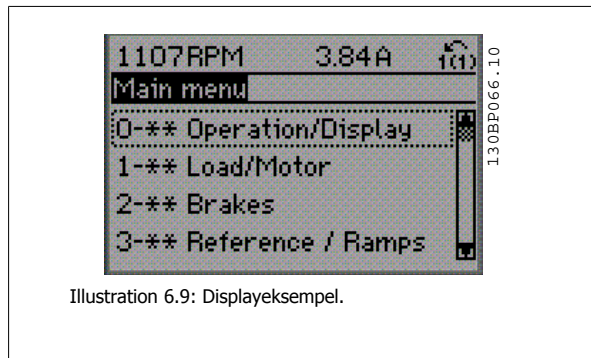 1107RPM 3.84A 1(1)
Main menu
0-** Operation/Display
1-** Load/Motor
2-** Brakes
3-** Reference / Ramps
130BP066.10
Illustration 6.9: Displayeksempel.